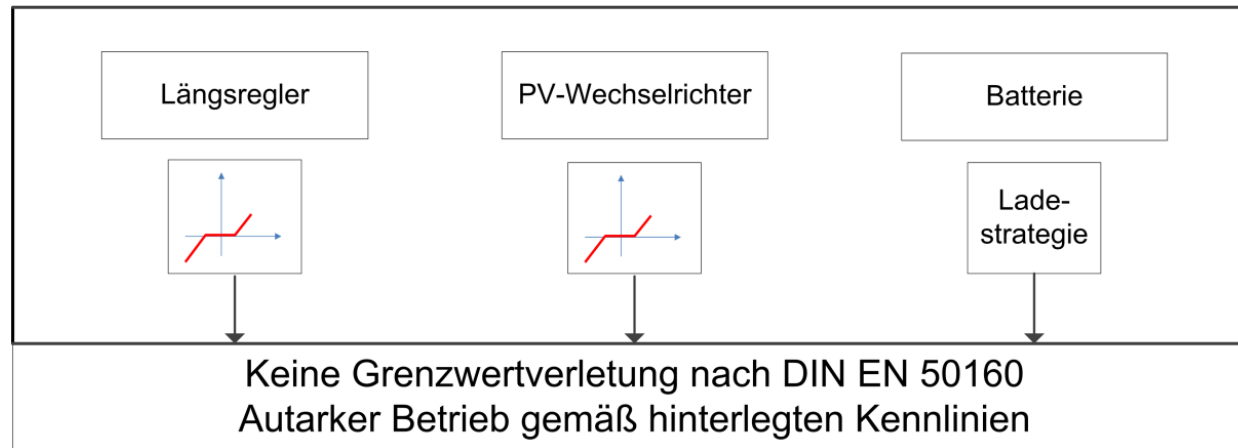 Längsregler
PV-Wechselrichter
Batterie
Lade-
strategie
Keine Grenzwertverletung nach DIN EN 50160
Autarker Betrieb gemäß hinterlegten Kennlinien